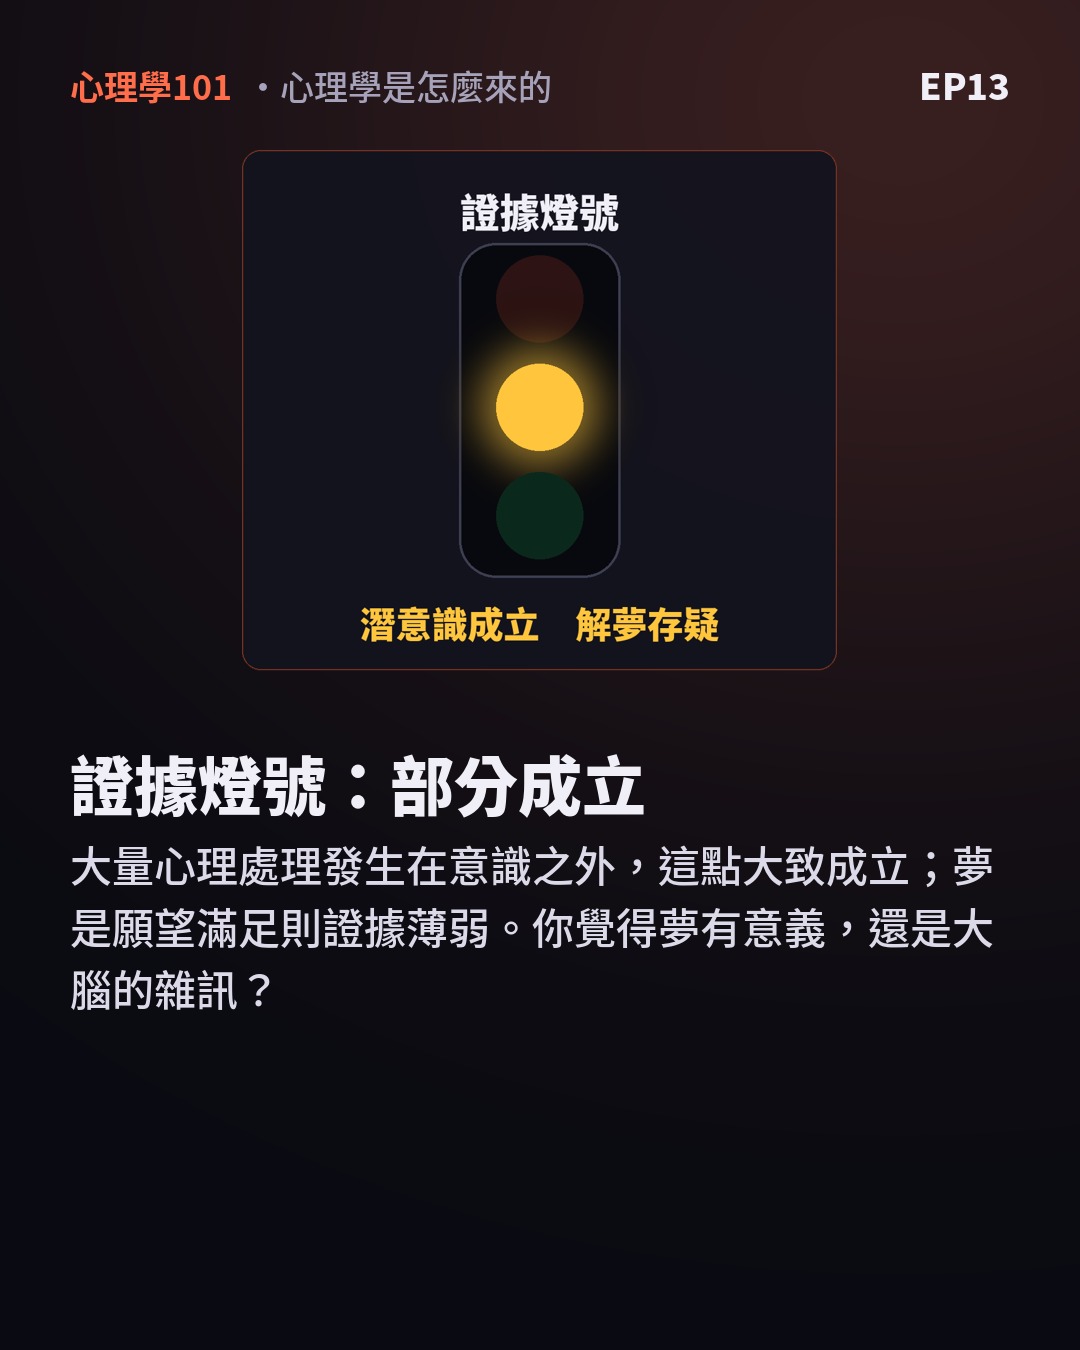 心理學101 ・心理學是怎麼來的
EP13
證據燈號
潛意識成立　解夢存疑
證據燈號：部分成立
大量心理處理發生在意識之外，這點大致成立；夢
是願望滿足則證據薄弱。你覺得夢有意義，還是大
腦的雜訊？